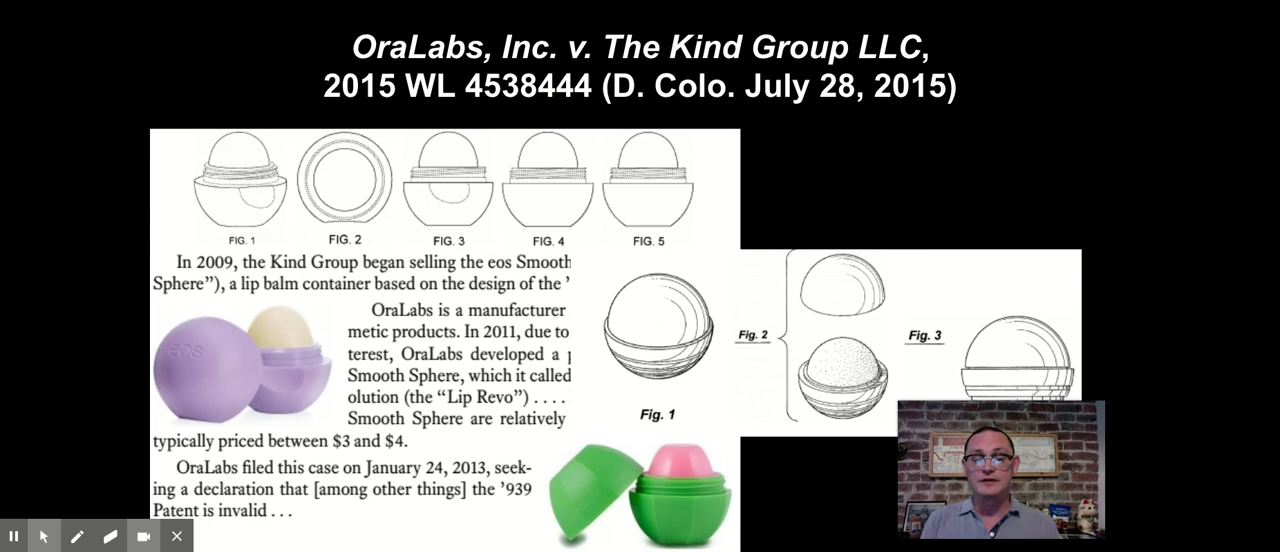 OraLabs, Inc. v. The Kind Group LLC,
2015 WL 4538444 (D. Colo. July 28, 2015)
FIG. 1
FIG. 2
FIG. 3
FIG. 4
FIG. 5
In 2009, the Kind Group began selling the eos Smooth
Sphere”), a lip balm container based on the design of the ’
eos
OraLabs is a manufacturer
metic products. In 2011, due to
terest, OraLabs developed a
Smooth Sphere, which it called
olution (the “Lip Revo”) . . . .
Smooth Sphere are relatively
typically priced between $3 and $4.
OraLabs filed this case on January 24, 2013, seek-
ing a declaration that [among other things] the ’939
Patent is invalid . . .
Fig. 1
Fig. 2
Fig. 3